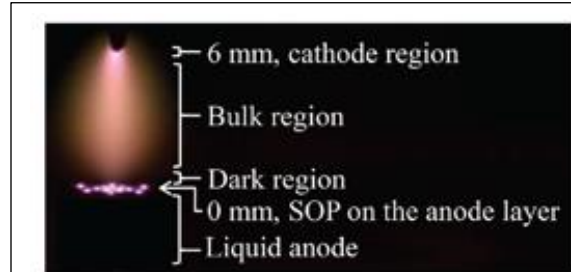 6 mm, cathode region
Bulk region
Dark region
0 mm, SOP on the anode layer
Liquid anode